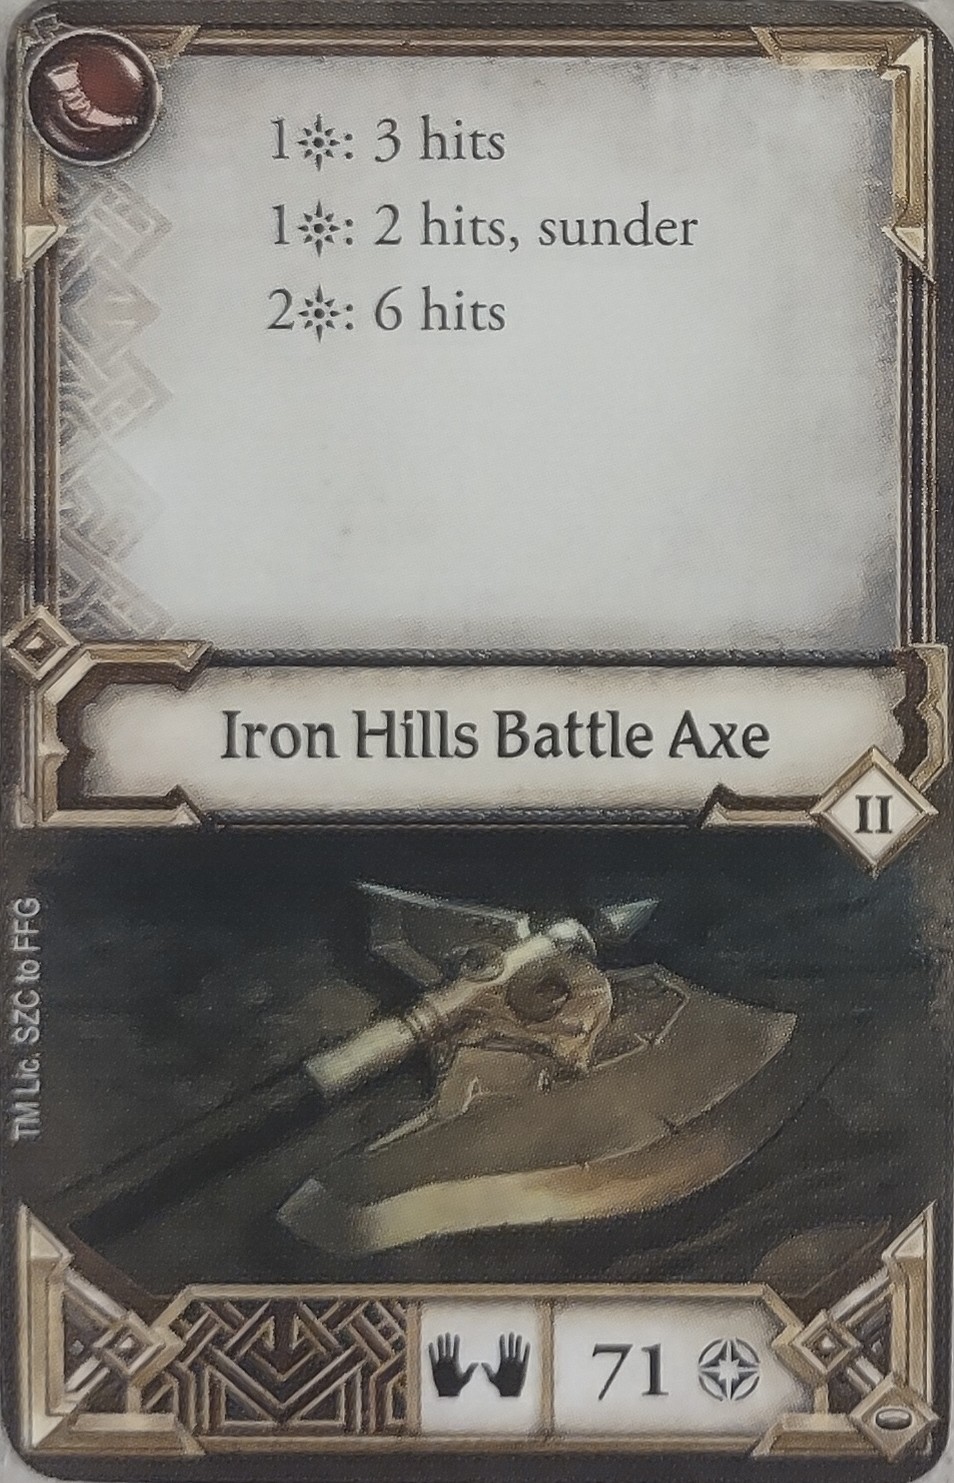 1: 3 hits
1: 2 hits, sunder
2: 6 hits
Iron Hills Battle Axe
II
TM Lic. SZC to FFG
71